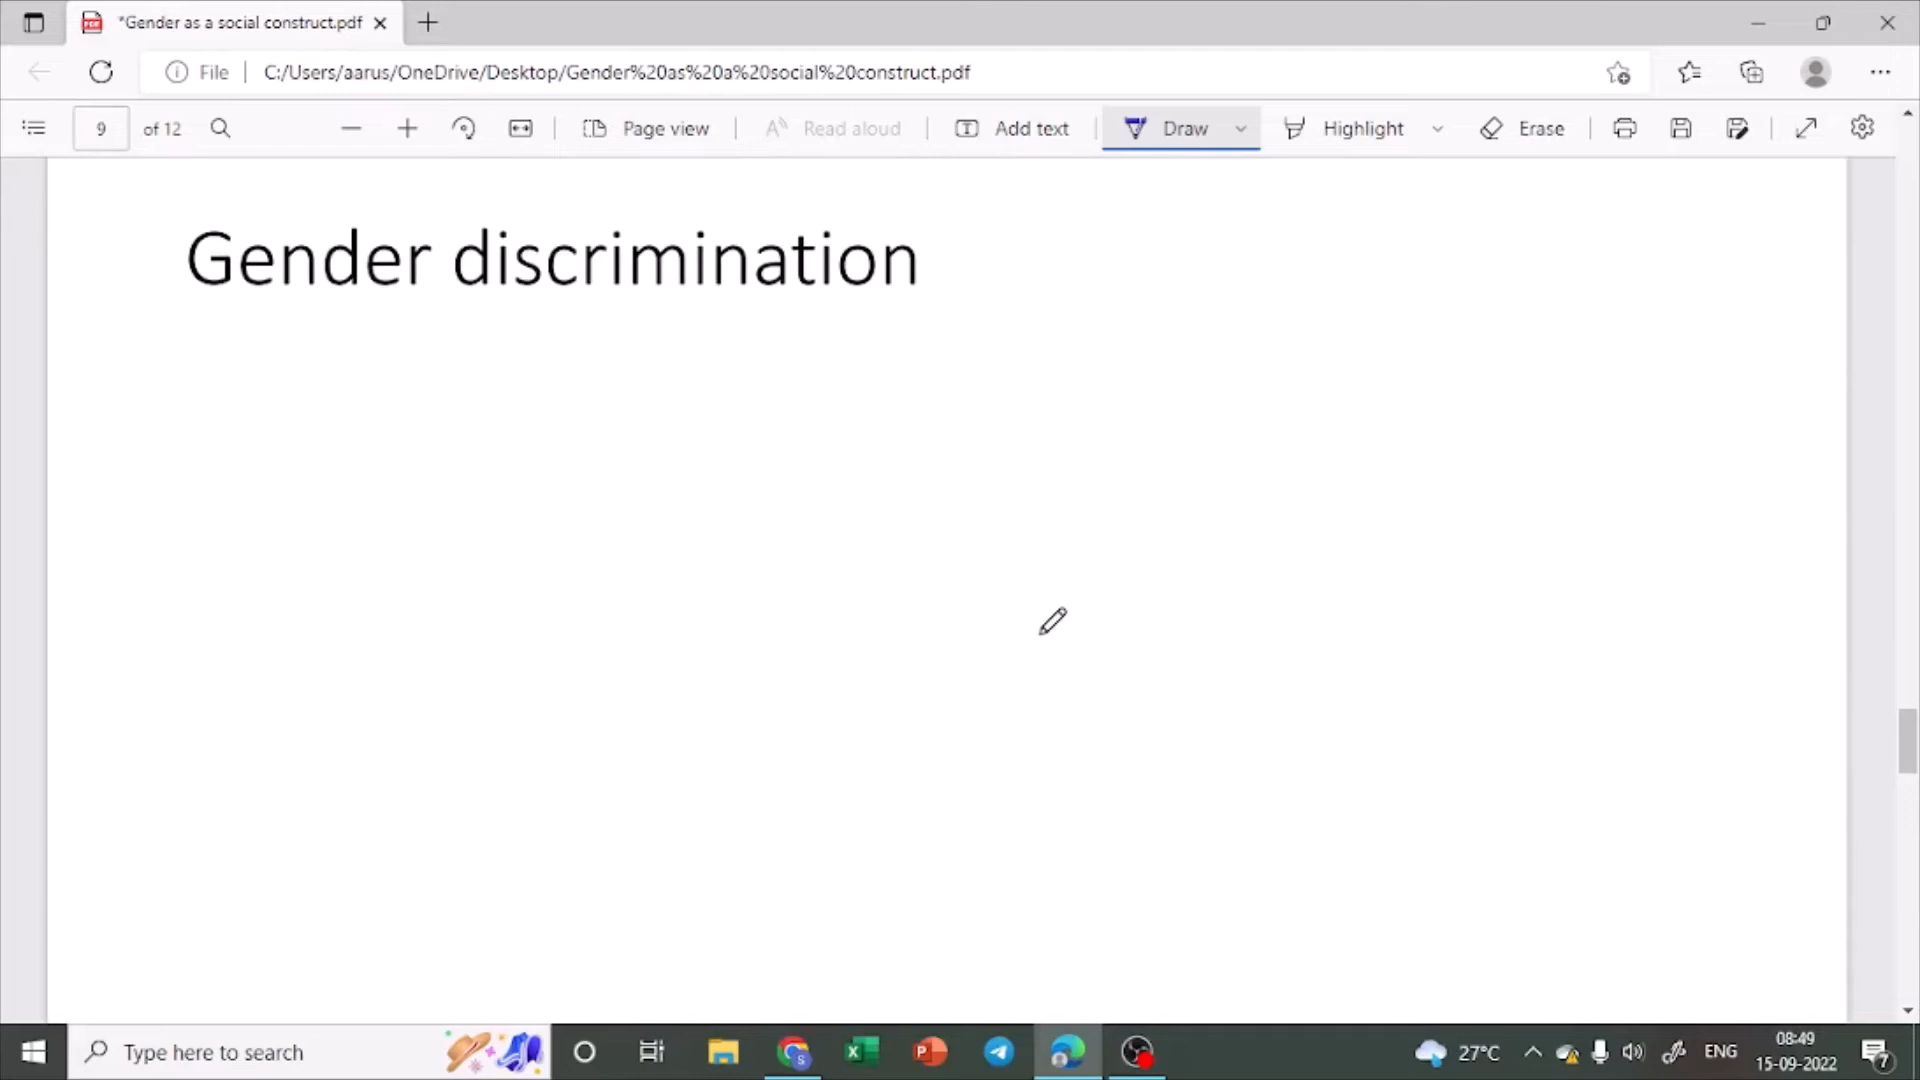 *Gender as a social construct.pdf
File
C:/Users/aarus/OneDrive/Desktop/Gender%20as%20a%20social%20construct.pdf
9 of 12
Page view
Read aloud
Add text
Draw
Highlight
Erase
Gender discrimination
Type here to search
27°C
ENG
08:49
15-09-2022
7